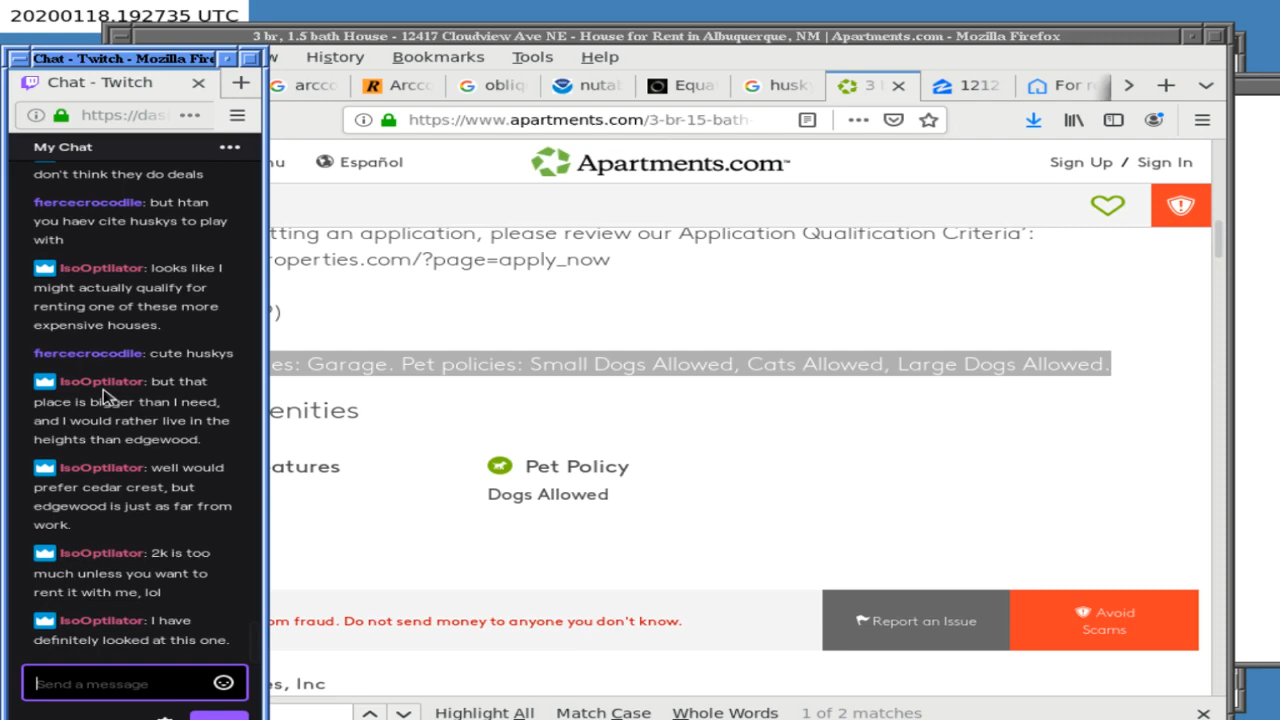 20200118.192735 UTC
3 br, 1.5 bath House - 12417 Cloudview Ave NE - House for Rent in Albuquerque, NM | Apartments.com - Mozilla Firefox
Chat - Twitch - Mozilla Fire
History Bookmarks Tools Help
Chat - Twitch
arcco
Arcco
obliq
nutab
Equa
husk
3 b
1212
For r
https://das
https://www.apartments.com/3-br-15-bath-
My Chat
Español
Apartments.com
Sign Up / Sign In
don't think they do deals
fiercecrocodile: but htan
you haev cite huskys to play
with
IsoOptilator: looks like I
might actually qualify for
renting one of these more
expensive houses.
fiercecrocodile: cute huskys
IsoOptilator: but that
place is bigger than I need,
and I would rather live in the
heights than edgewood.
IsoOptilator: well would
prefer cedar crest, but
edgewood is just as far from
work.
IsoOptilator: 2k is too
much unless you want to
rent it with me, lol
IsoOptilator: I have
definitely looked at this one.
Send a message
tting an application, please review our Application Qualification Criteria':
roperties.com/?page=apply_now
es: Garage. Pet policies: Small Dogs Allowed, Cats Allowed, Large Dogs Allowed.
enities
atures
Pet Policy
Dogs Allowed
om fraud. Do not send money to anyone you don't know.
Report an Issue
Avoid
Scams
s, Inc
Highlight All Match Case Whole Words 1 of 2 matches